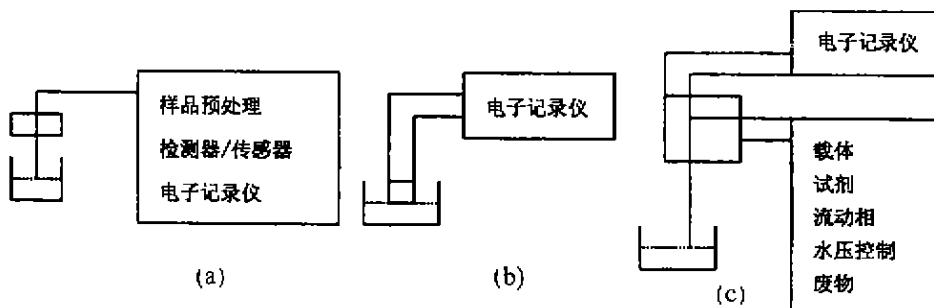 样品预处理
检测器/传感器
电子记录仪
(a)
电子记录仪
(b)
电子记录仪
载体
试剂
流动相
水压控制
废物
(c)